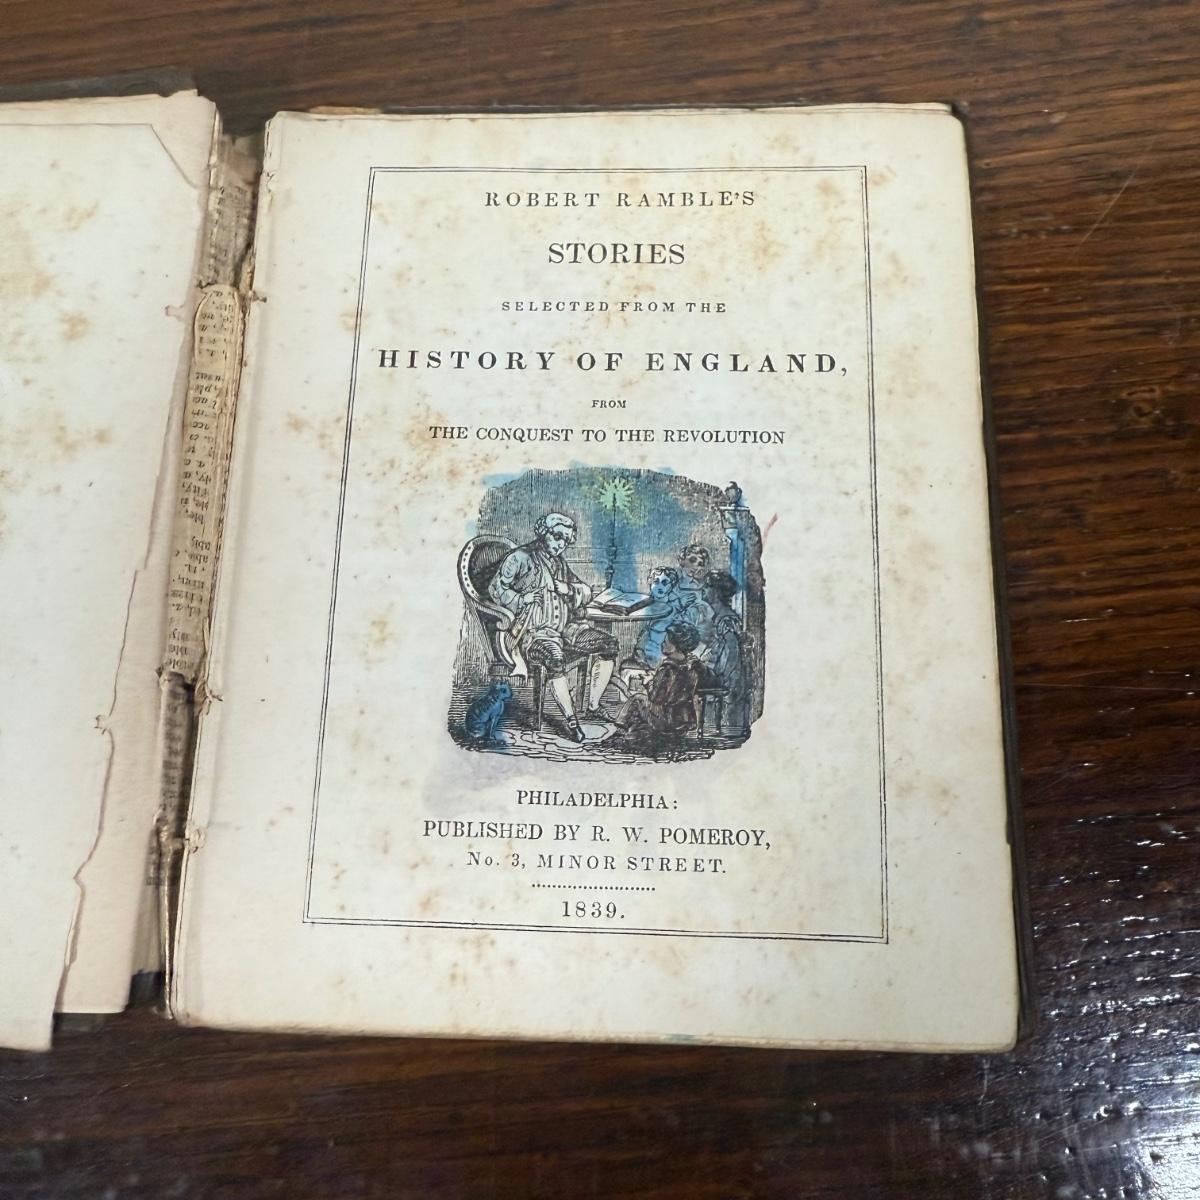 ROBERT RAMBLE'S
STORIES
SELECTED FROM THE
HISTORY OF ENGLAND,
FROM
THE CONQUEST TO THE REVOLUTION
PHILADELPHIA:
PUBLISHED BY R. W. POMEROY,
No. 3, MINOR STREET.
1839.